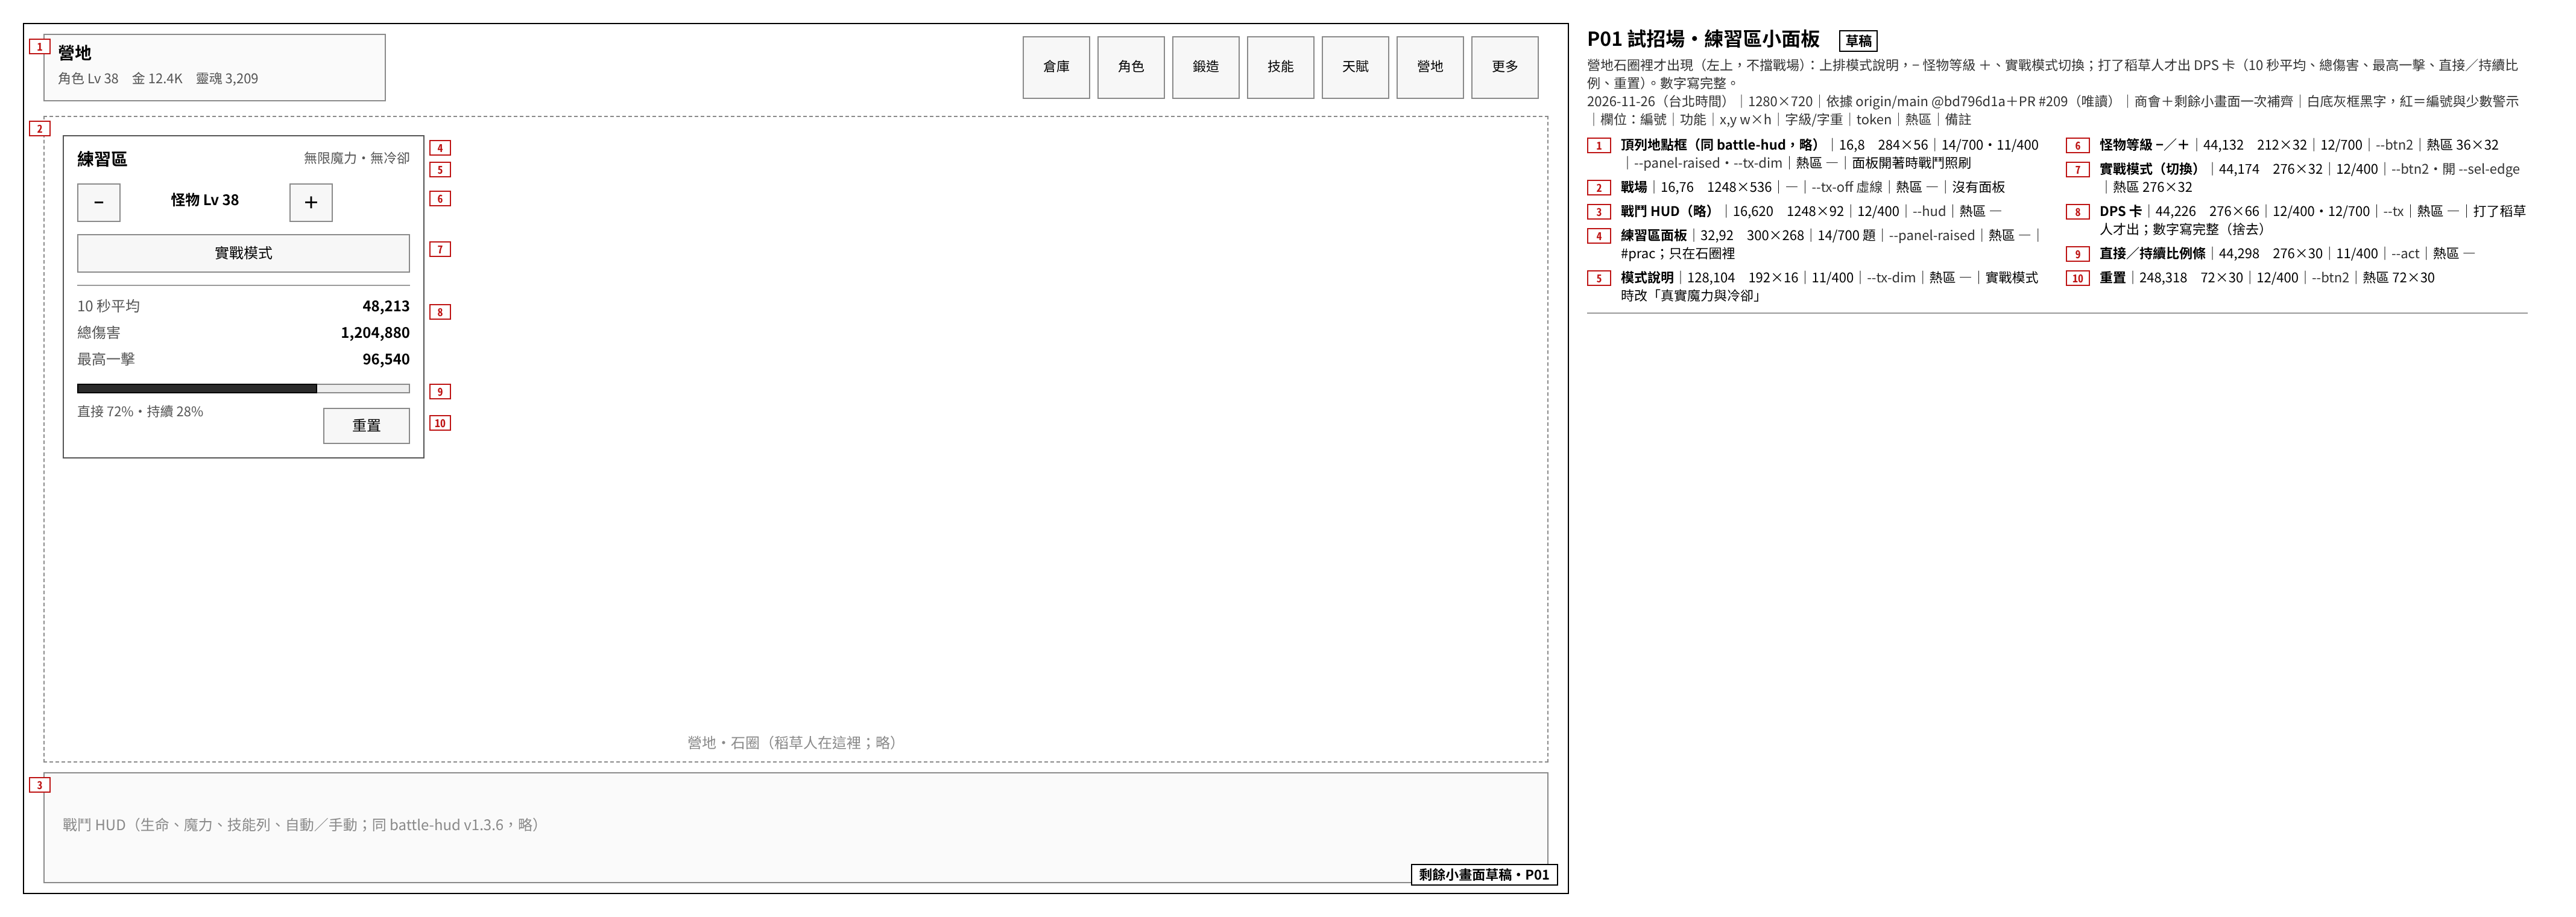 1
營地
角色 Lv 38 金 12.4K 靈魂 3,209
倉庫
角色
鍛造
技能
天賦
營地
更多
2
練習區
無限魔力・無冷卻
4
5
−
怪物 Lv 38
+
6
實戰模式
7
10 秒平均 48,213
總傷害 1,204,880
最高一擊 96,540
8
9
直接 72%・持續 28%
重置
10
營地・石圈（稻草人在這裡；略）
3
戰鬥 HUD（生命、魔力、技能列、自動／手動；同 battle-hud v1.3.6，略）
剩餘小畫面草稿・P01
P01 試招場・練習區小面板 草稿
營地石圈裡才出現（左上，不擋戰場）：上排模式說明，− 怪物等級 ＋、實戰模式切換；打了稻草人才出 DPS 卡（10 秒平均、總傷害、最高一擊、直接／持續比
例、重置）。數字寫完整。
2026-11-26（台北時間）｜1280×720｜依據 origin/main @bd796d1a＋PR #209（唯讀）｜商會＋剩餘小畫面一次補齊｜白底灰框黑字，紅＝編號與少數警示
｜欄位：編號｜功能｜x,y w×h｜字級/字重｜token｜熱區｜備註
1 頂列地點框（同 battle-hud，略）｜16,8 284×56｜14/700・11/400
｜--panel-raised・--tx-dim｜熱區 —｜面板開著時戰鬥照刷
2 戰場｜16,76 1248×536｜—｜--tx-off 虛線｜熱區 —｜沒有面板
3 戰鬥 HUD（略）｜16,620 1248×92｜12/400｜--hud｜熱區 —
4 練習區面板｜32,92 300×268｜14/700 題｜--panel-raised｜熱區 —｜
#prac；只在石圈裡
5 模式說明｜128,104 192×16｜11/400｜--tx-dim｜熱區 —｜實戰模式
時改「真實魔力與冷卻」
6 怪物等級 −／＋｜44,132 212×32｜12/700｜--btn2｜熱區 36×32
7 實戰模式（切換）｜44,174 276×32｜12/400｜--btn2・開 --sel-edge
｜熱區 276×32
8 DPS 卡｜44,226 276×66｜12/400・12/700｜--tx｜熱區 —｜打了稻草
人才出；數字寫完整（捨去）
9 直接／持續比例條｜44,298 276×30｜11/400｜--act｜熱區 —
10 重置｜248,318 72×30｜12/400｜--btn2｜熱區 72×30